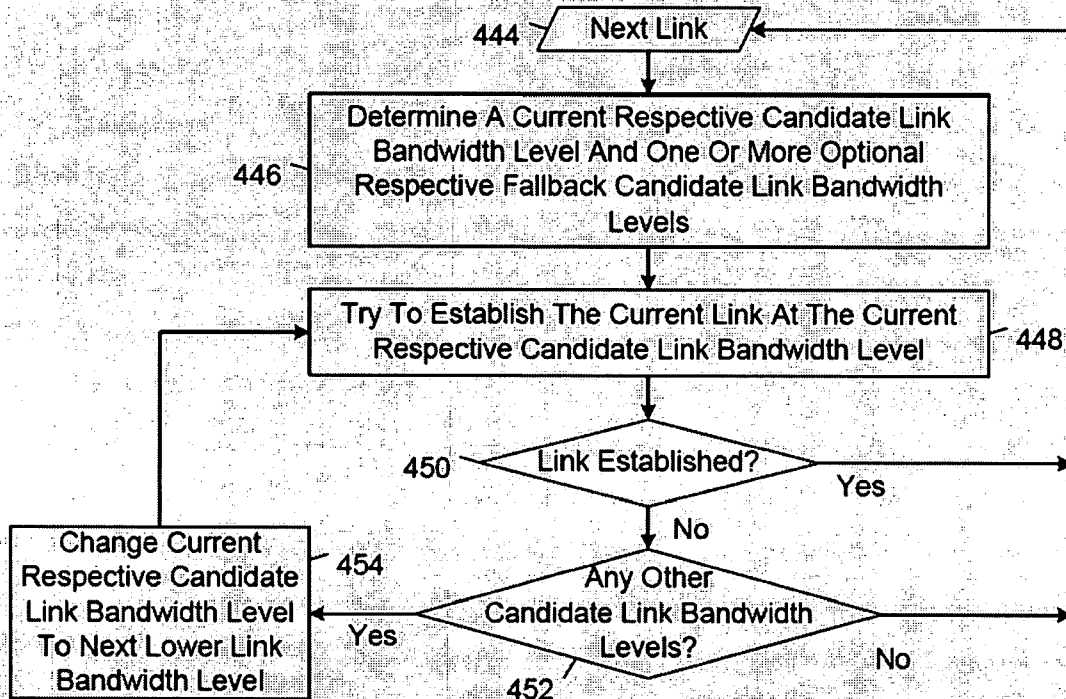 444
Next Link
446
Determine A Current Respective Candidate Link
Bandwidth Level And One Or More Optional
Respective Fallback Candidate Link Bandwidth
Levels
Try To Establish The Current Link At The Current
Respective Candidate Link Bandwidth Level
448
450
Link Established?
Yes
No
Change Current
Respective Candidate
Link Bandwidth Level
To Next Lower Link
Bandwidth Level
454
Yes
Any Other
Candidate Link Bandwidth
Levels?
No
452